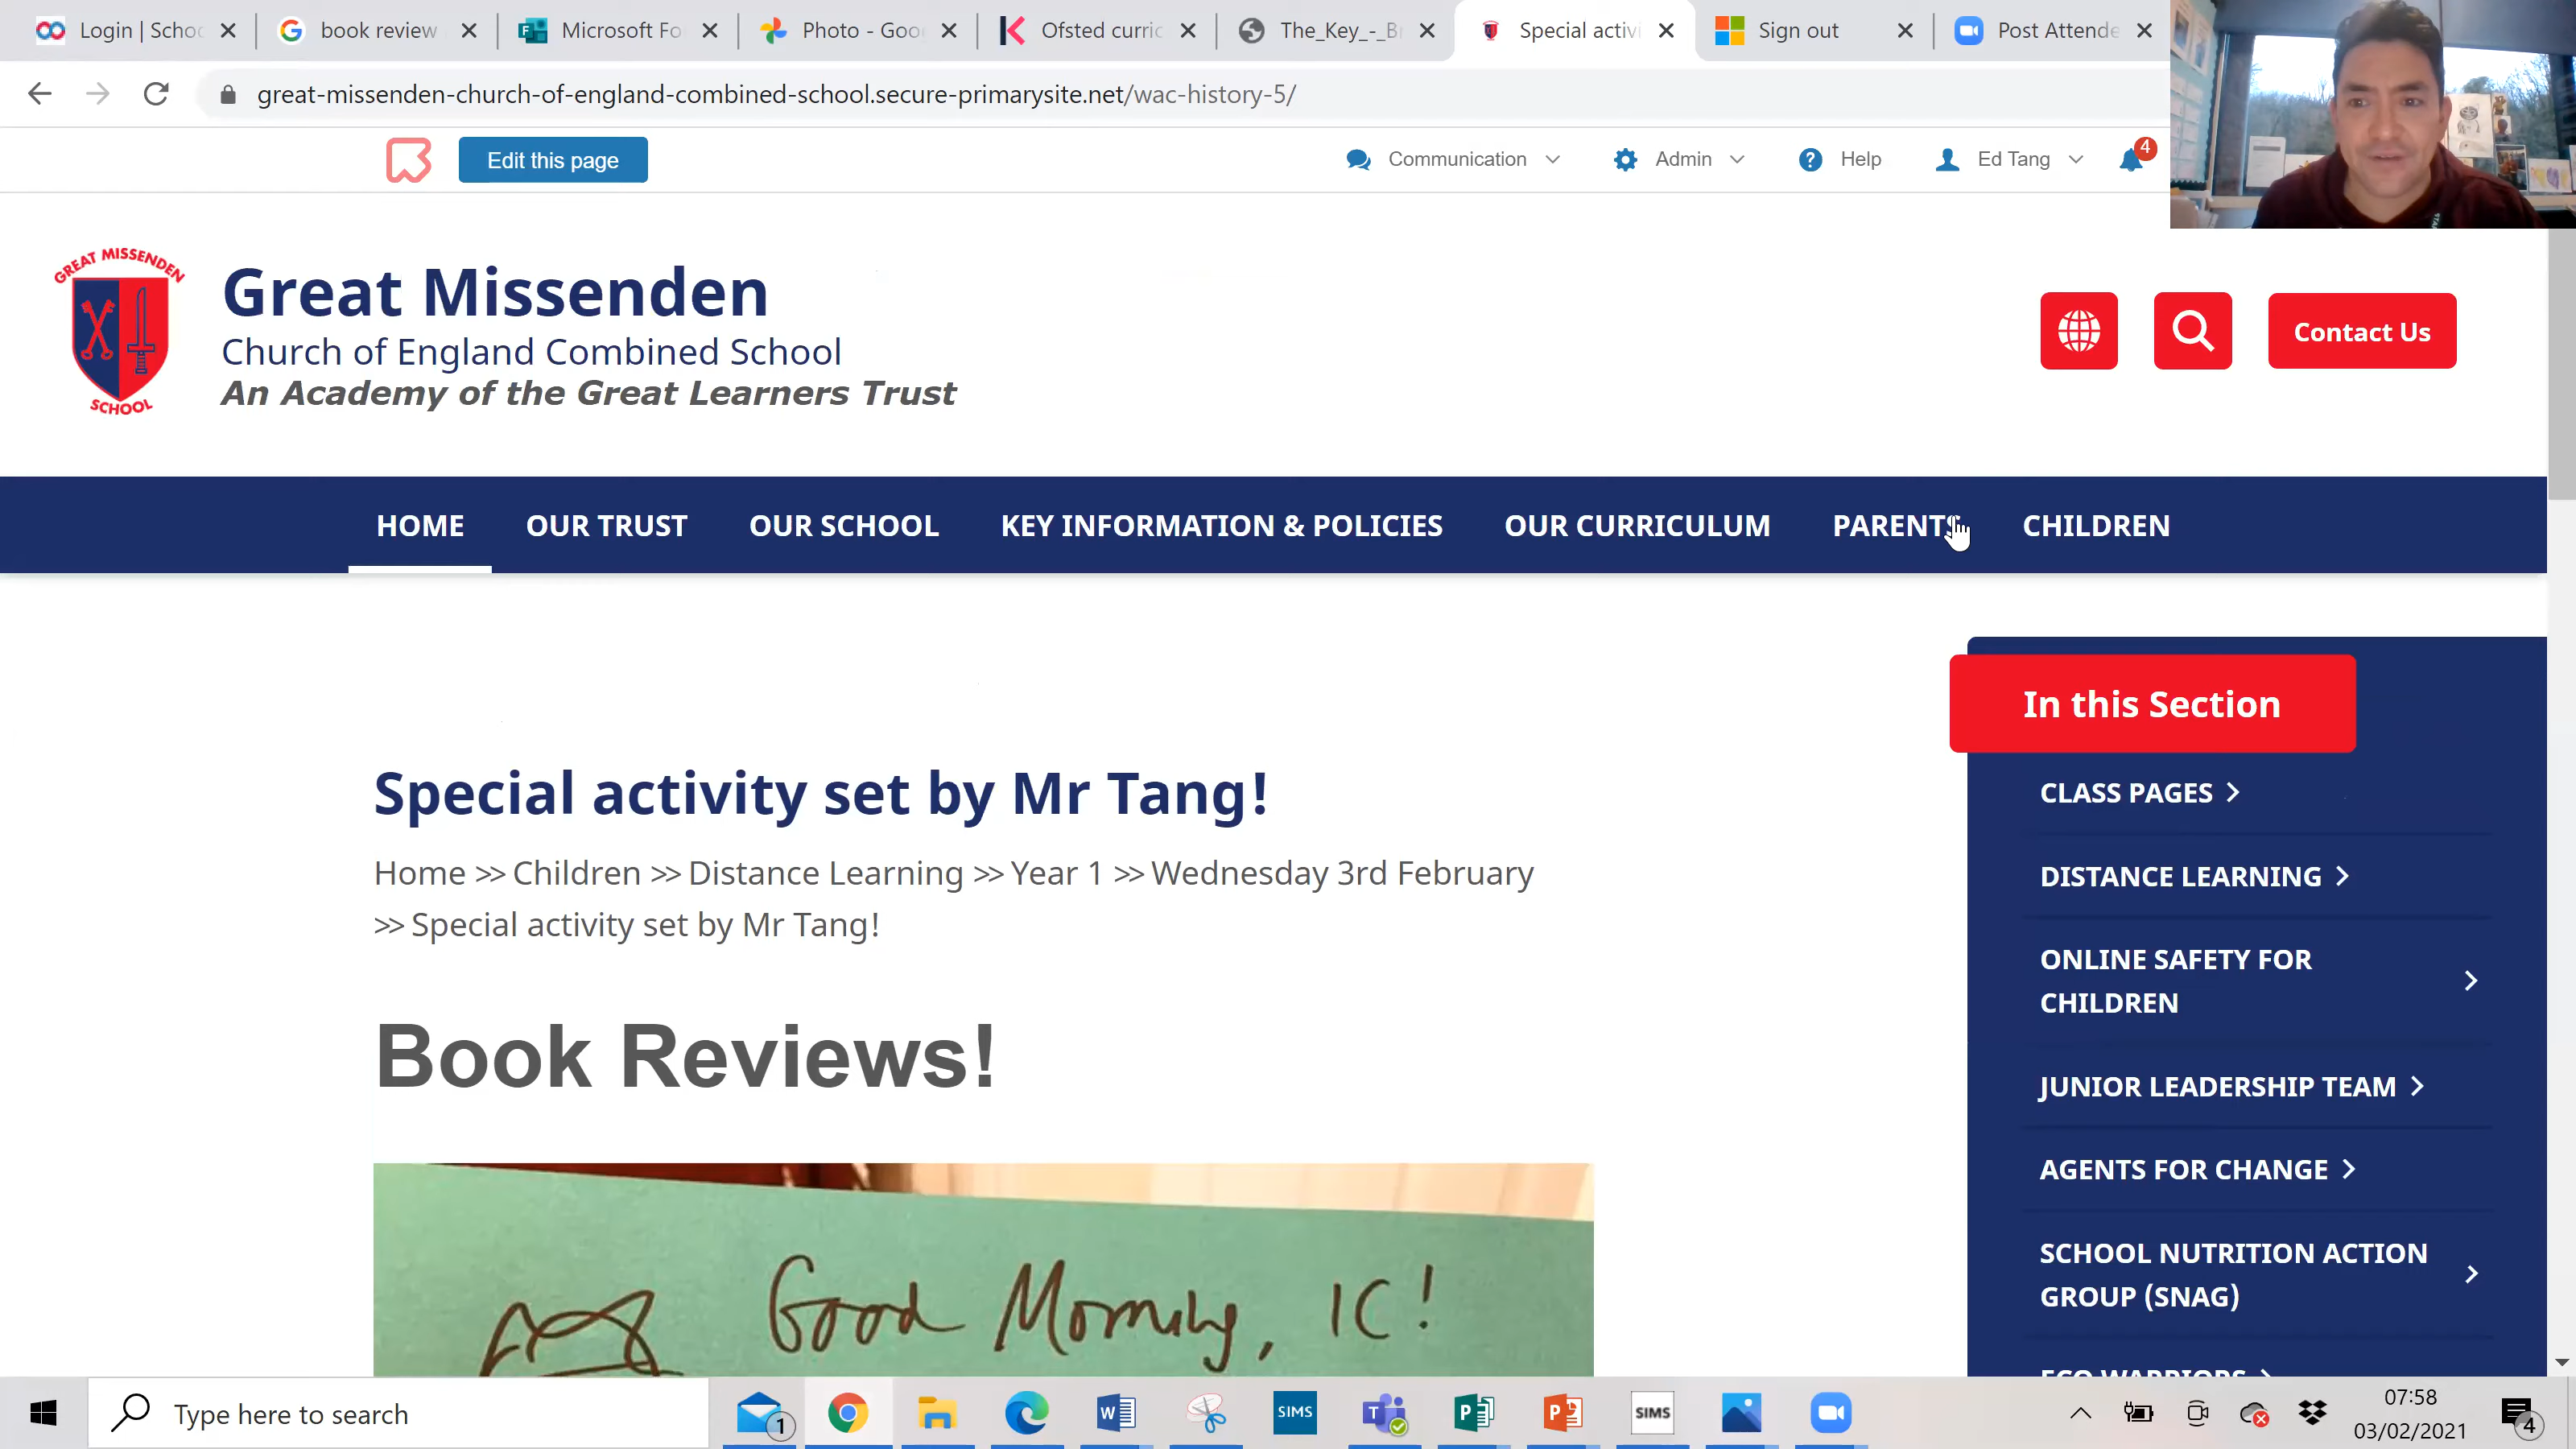 Login | Schoo
book review
Microsoft Fo
Photo - Goo
Ofsted curric
The_Key_-_B
Special activi
Sign out
Post Attende
great-missenden-church-of-england-combined-school.secure-primarysite.net/wac-history-5/
Edit this page
Communication
Admin
Help
Ed Tang
4
GREAT MISSENDEN
SCHOOL
Great Missenden
Church of England Combined School
An Academy of the Great Learners Trust
Contact Us
HOME
OUR TRUST
OUR SCHOOL
KEY INFORMATION & POLICIES
OUR CURRICULUM
PARENTS
CHILDREN
Special activity set by Mr Tang!
Home >> Children >> Distance Learning >> Year 1 >> Wednesday 3rd February
>> Special activity set by Mr Tang!
Book Reviews!
Good Morning, 1C!
In this Section
CLASS PAGES
DISTANCE LEARNING
ONLINE SAFETY FOR
CHILDREN
JUNIOR LEADERSHIP TEAM
AGENTS FOR CHANGE
SCHOOL NUTRITION ACTION
GROUP (SNAG)
ECO WARRIORS
Type here to search
1
SIMS
SIMS
07:58
03/02/2021
4